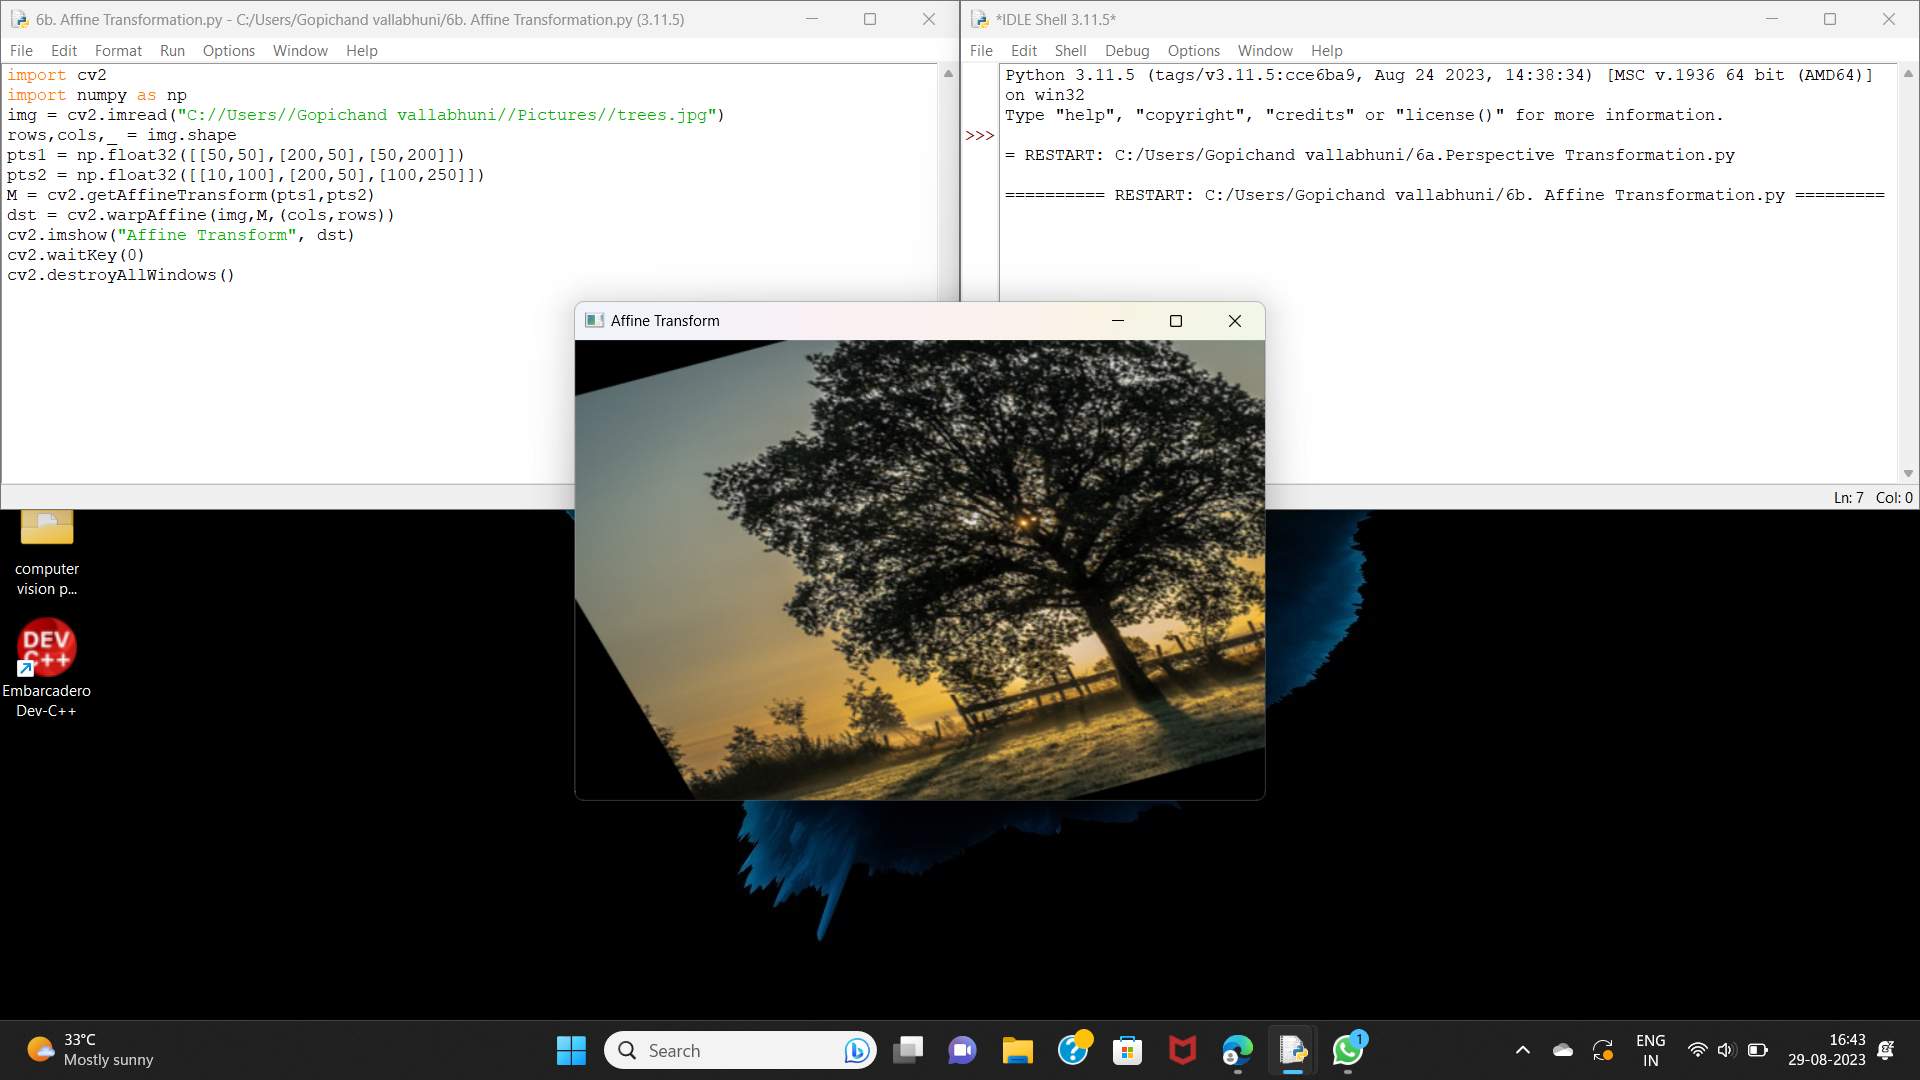 6b. Affine Transformation.py - C:/Users/Gopichand vallabhuni/6b. Affine Transformation.py (3.11.5)
File Edit Format Run Options Window Help
import cv2
import numpy as np
img = cv2.imread("C://Users//Gopichand vallabhuni//Pictures//trees.jpg")
rows,cols,_ = img.shape
pts1 = np.float32([[50,50],[200,50],[50,200]])
pts2 = np.float32([[10,100],[200,50],[100,250]])
M = cv2.getAffineTransform(pts1,pts2)
dst = cv2.warpAffine(img,M,(cols,rows))
cv2.imshow("Affine Transform", dst)
cv2.waitKey(0)
cv2.destroyAllWindows()
*IDLE Shell 3.11.5*
File Edit Shell Debug Options Window Help
Python 3.11.5 (tags/v3.11.5:cce6ba9, Aug 24 2023, 14:38:34) [MSC v.1936 64 bit (AMD64)]
on win32
Type "help", "copyright", "credits" or "license()" for more information.
>>>
= RESTART: C:/Users/Gopichand vallabhuni/6a.Perspective Transformation.py
========== RESTART: C:/Users/Gopichand vallabhuni/6b. Affine Transformation.py =========
Ln: 7 Col: 0
Affine Transform
computer
vision p...
DEV
C++
Embarcadero
Dev-C++
33°C
Mostly sunny
Search
1
ENG
IN
16:43
29-08-2023